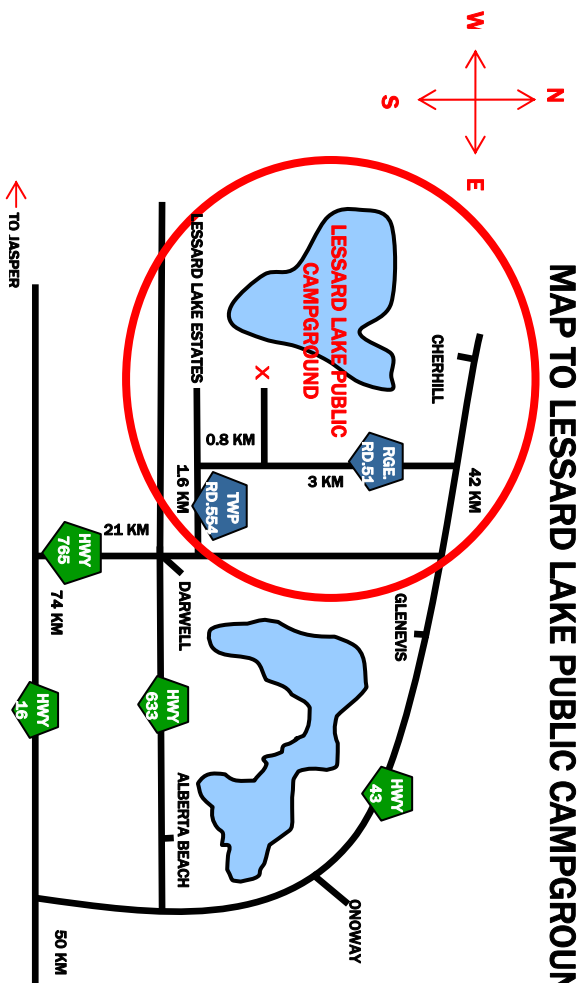 MAP TO LESSARD LAKE PUBLIC CAMPGROUN
W
N
S
E
TO JASPER
CHERHILL
LESSARD LAKE PUBLIC
CAMPGROUND
LESSARD LAKE ESTATES
X
0.8 KM
RGE.
RD.51
3 KM
42 KM
1.6 KM
TWP
RD.554
21 KM
HWY
765
74 KM
DARWELL
GLENEVIS
HWY
16
HWY
633
HWY
43
ALBERTA BEACH
ONOWAY
50 KM